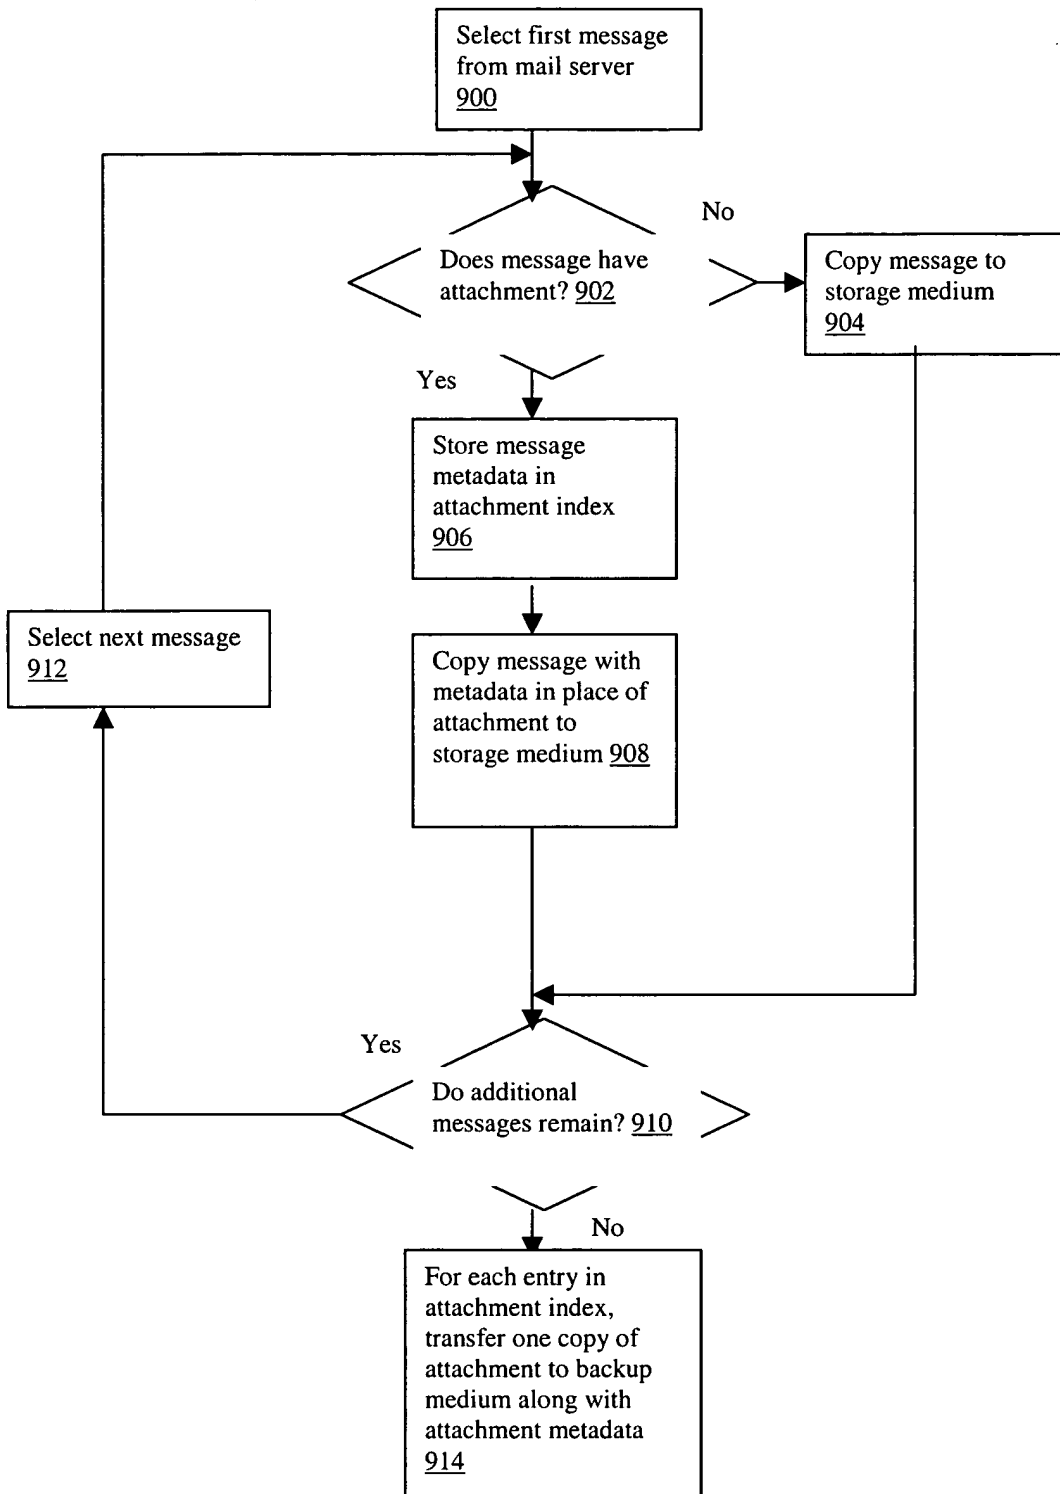 Select first message
from mail server
900
No
Does message have
attachment? 902
Copy message to
storage medium
904
Yes
Store message
metadata in
attachment index
906
Select next message
912
Copy message with
metadata in place of
attachment to
storage medium 908
Yes
Do additional
messages remain? 910
No
For each entry in
attachment index,
transfer one copy of
attachment to backup
medium along with
attachment metadata
914